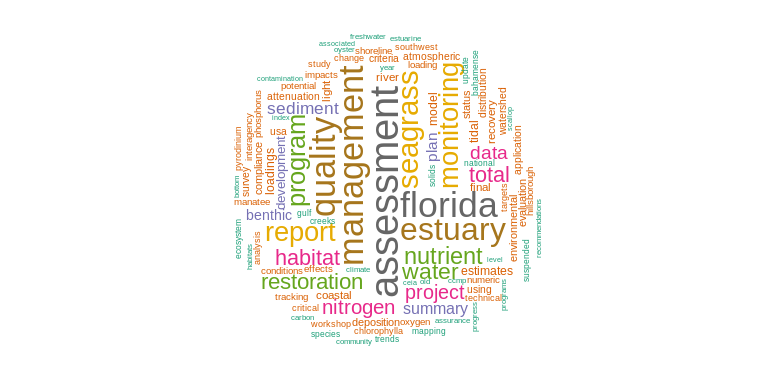 freshwater
estuarine
associated
oyster
shoreline
southwest
change
criteria
atmospheric
study
year
loading
contamination
impacts
river
update
bahamense
potential
light
management
assessment
seagrass
monitoring
model
status
distribution
attenuation
sediment
quality
program
plan
tidal
recovery
watershed
scallop
index
usa
phosphorus
interagency
pyrodinium
development
loadings
compliance
survey
bottom
data
national
total
application
solids
final
manatee
florida
targets
evaluation
hillsborough
benthic
gulf
creeks
estuary
environmental
recommendations
report
ecosystem
habitats
analysis
habitat
nutrient
level
suspended
conditions
effects
climate
water
estimates
restoration
ceia
old
ccmp
numeric
tracking
coastal
project
using
technical
programs
critical
nitrogen
summary
progress
carbon
workshop
deposition
oxygen
assurance
species
chlorophylla
mapping
community
trends